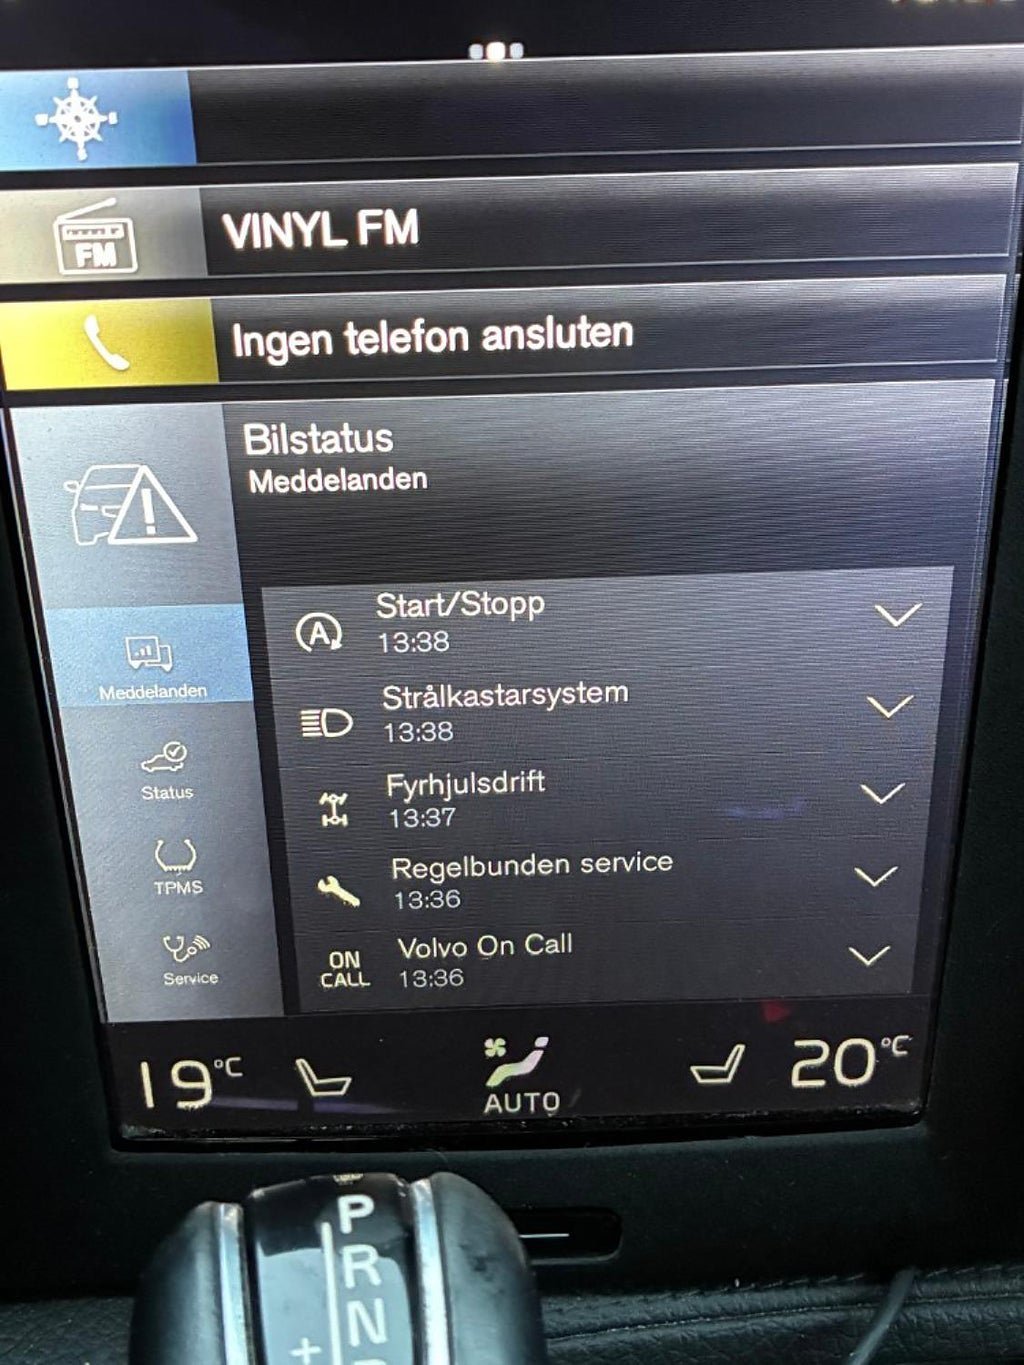 FM
VINYL FM
Ingen telefon ansluten
Bilstatus
Meddelanden
Meddelanden
Status
TPMS
Service
A
Start/Stopp
13:38
Strålkastarsystem
13:38
Fyrhjulsdrift
13:37
Regelbunden service
13:36
ON CALL
Volvo On Call
13:36
19°C
AUTO
20°C
P
R
N
+